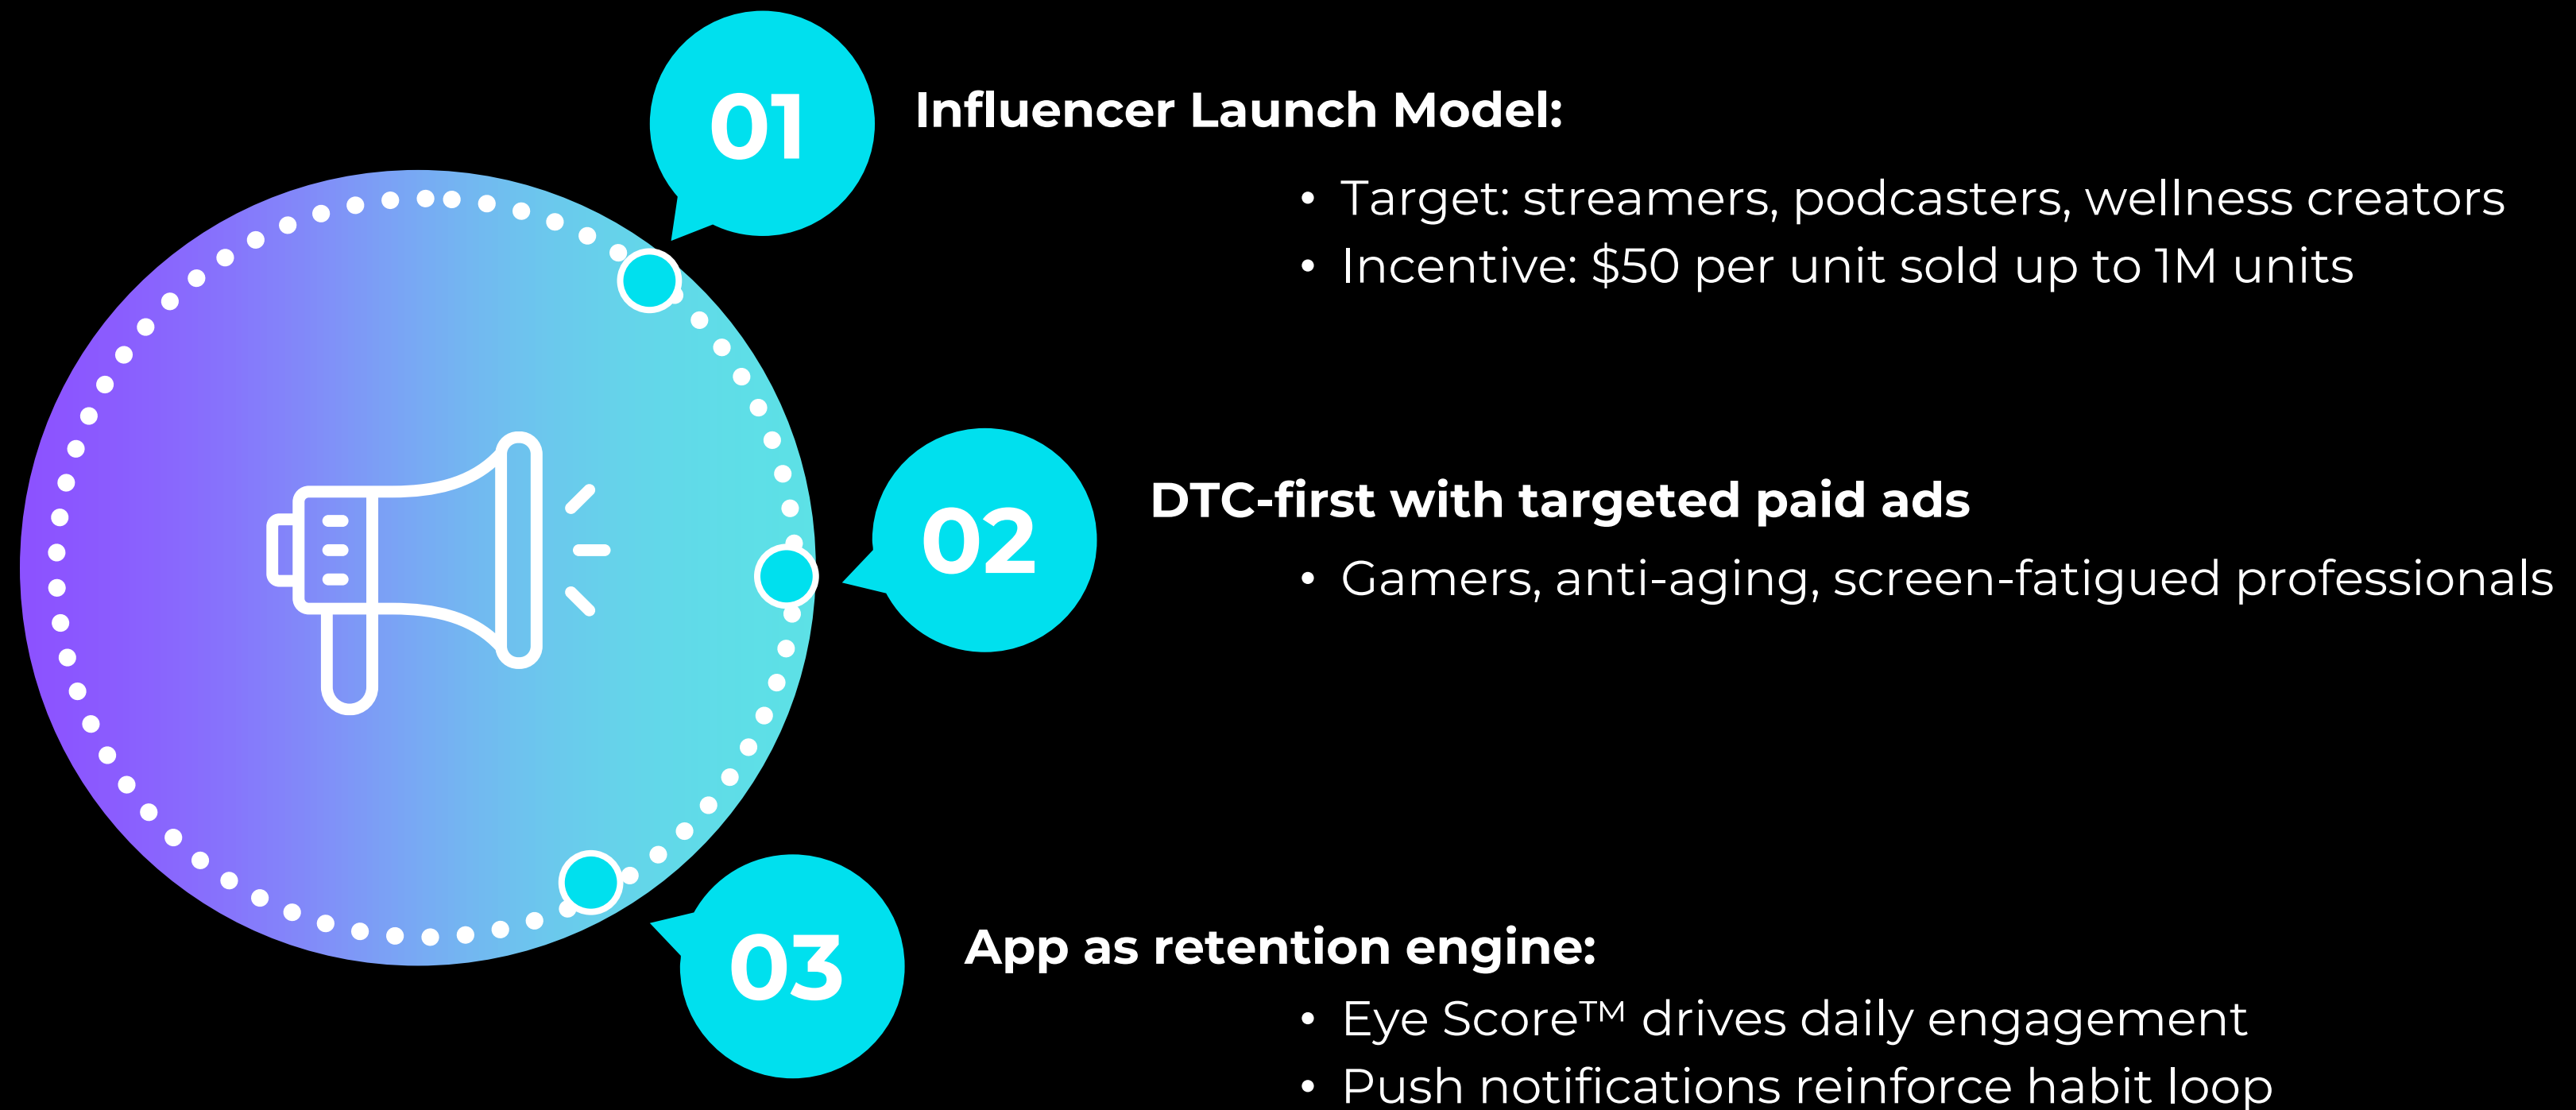 01
Influencer Launch Model:
• Target: streamers, podcasters, wellness creators
• Incentive: $50 per unit sold up to 1M units
02
DTC-first with targeted paid ads
• Gamers, anti-aging, screen-fatigued professionals
03
App as retention engine:
• Eye Score™ drives daily engagement
• Push notifications reinforce habit loop